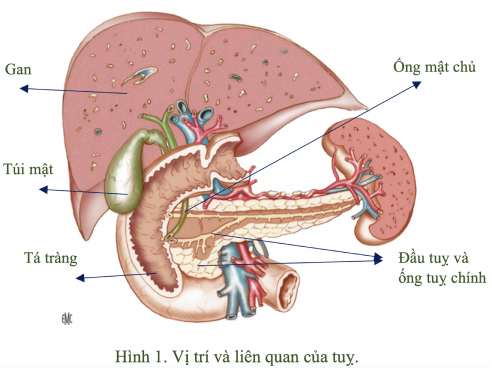 Gan
Ống mật chủ
Túi mật
Tá tràng
Đầu tuỵ và
ống tuỵ chính
Hình 1. Vị trí và liên quan của tuỵ.